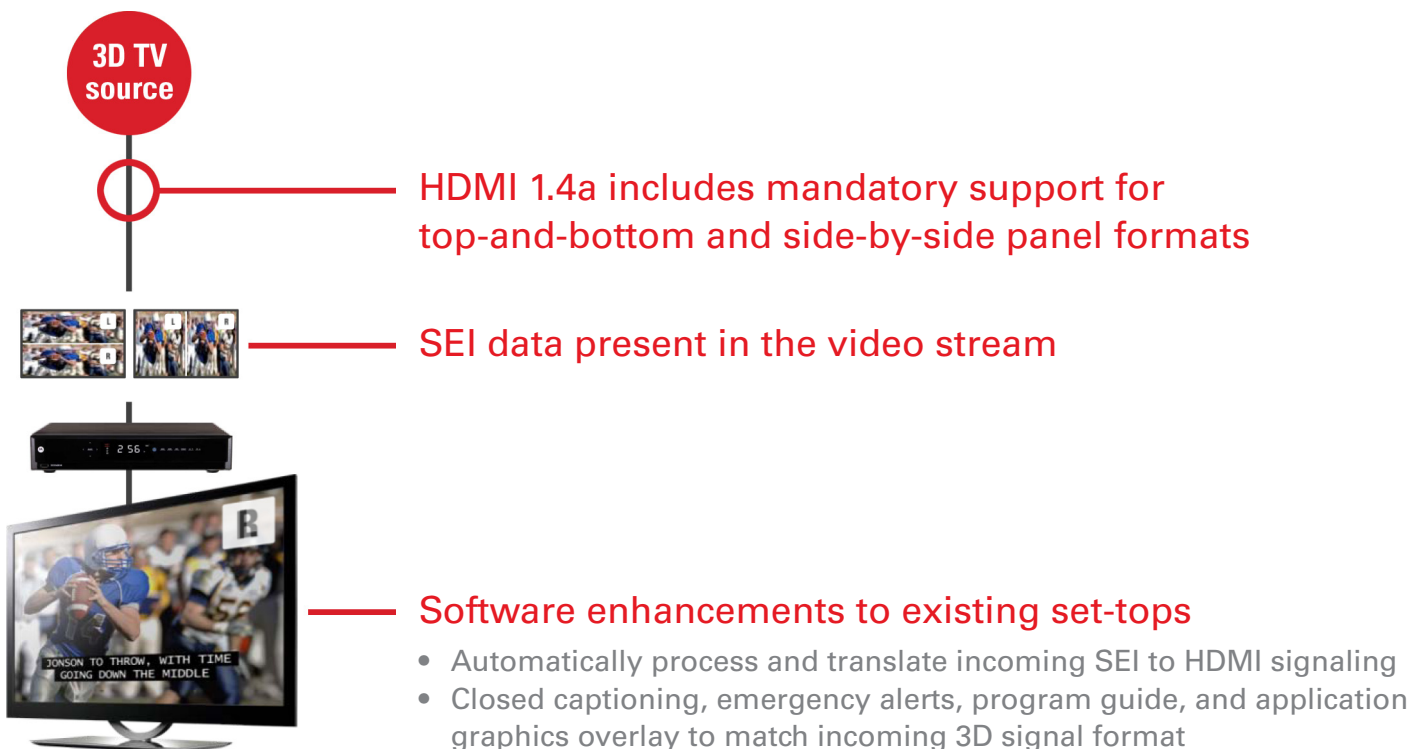 3D TV
source
HDMI 1.4a includes mandatory support for
top-and-bottom and side-by-side panel formats
L
R
L
R
SEI data present in the video stream
2 56
R
JONSON TO THROW, WITH TIME
GOING DOWN THE MIDDLE
Software enhancements to existing set-tops
• Automatically process and translate incoming SEI to HDMI signaling
• Closed captioning, emergency alerts, program guide, and application
graphics overlay to match incoming 3D signal format